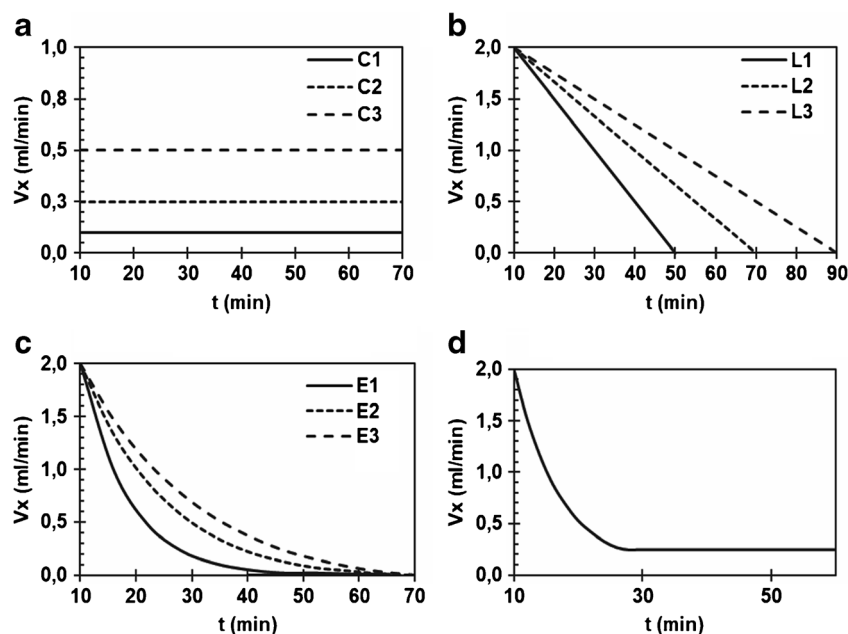 a
1,0
0,8
0,5
0,3
0,0
Vx (ml/min)
C1
C2
C3
10 20 30 40 50 60 70
t (min)
b
2,0
1,5
1,0
0,5
0,0
Vx (ml/min)
L1
L2
L3
10 20 30 40 50 60 70 80 90
t (min)
c
2,0
1,5
1,0
0,5
0,0
Vx (ml/min)
E1
E2
E3
10 20 30 40 50 60 70
t (min)
d
2,0
1,5
1,0
0,5
0,0
Vx (ml/min)
10 30 50
t (min)